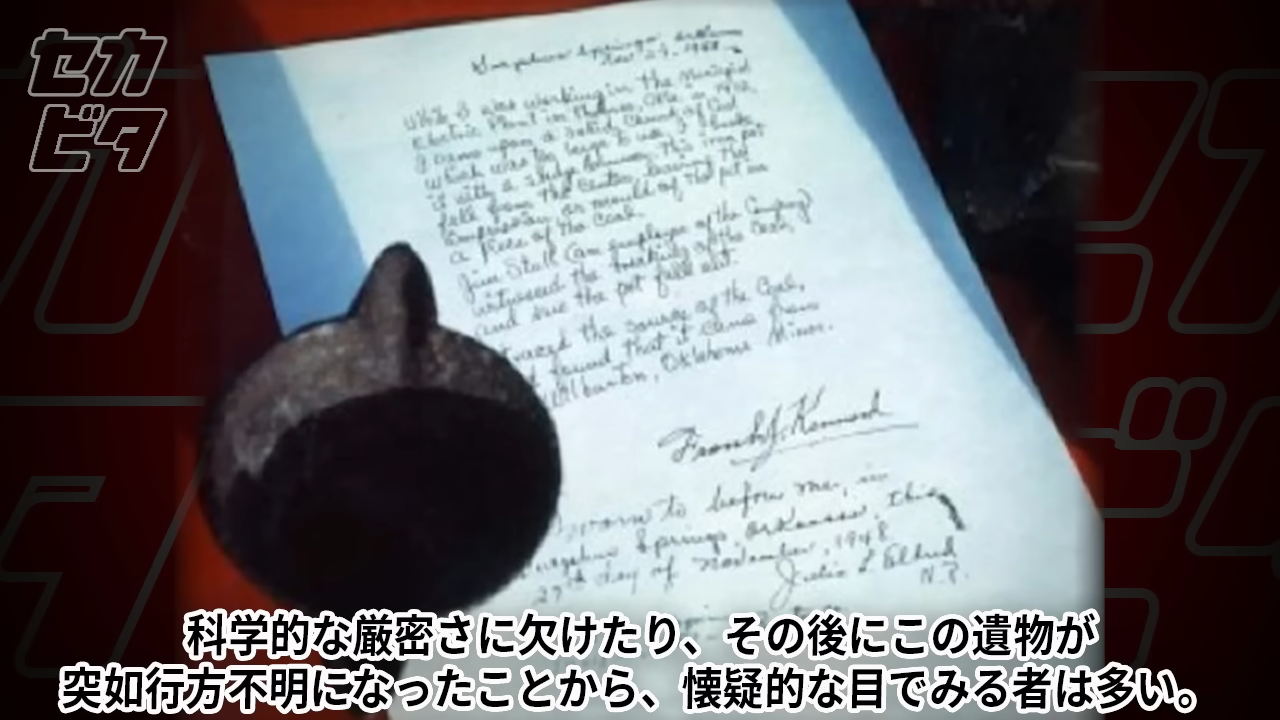 セカ
ビタ
Sulphur Springs, Arkansas
Nov. 27, 1948
While I was working in the Municipal
Electric Plant in Thomas, Okla. in 1912,
I came upon a solid chunk of coal
which was too large to use. I broke
it with a sledge hammer. This iron pot
fell from the center, leaving the
impression, or mould of the pot in
a piece of the coal.
Jim Stall (an employee of the Company)
witnessed the breaking of the coal,
and saw the pot fall out.
traced the source of the coal,
found that it came from
Wilburton, Oklahoma Mines.
Frank J. Kennard
Sworn to before me, in
Sulphur Springs, Arkansas, this
27th day of November, 1948
Julia L. Eldred
N.P.
科学的な厳密さに欠けたり、その後にこの遺物が
突如行方不明になったことから、懐疑的な目でみる者は多い。